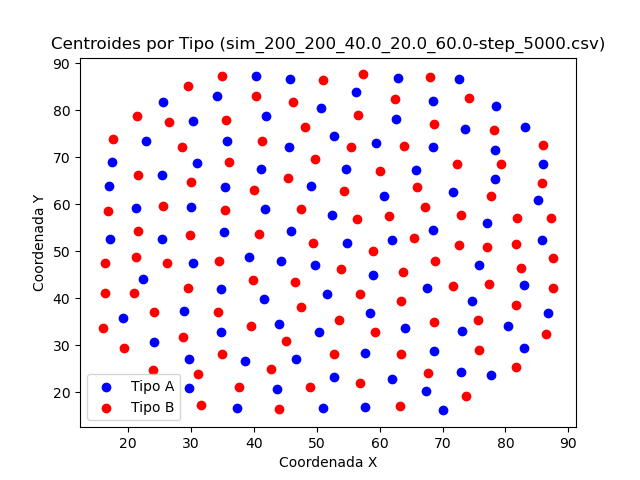 Centroides por Tipo (sim_200_200_40.0_20.0_60.0-step_5000.csv)
90
80
70
60
50
40
30
20
Coordenada Y
Tipo A
Tipo B
20 30 40 50 60 70 80 90
Coordenada X